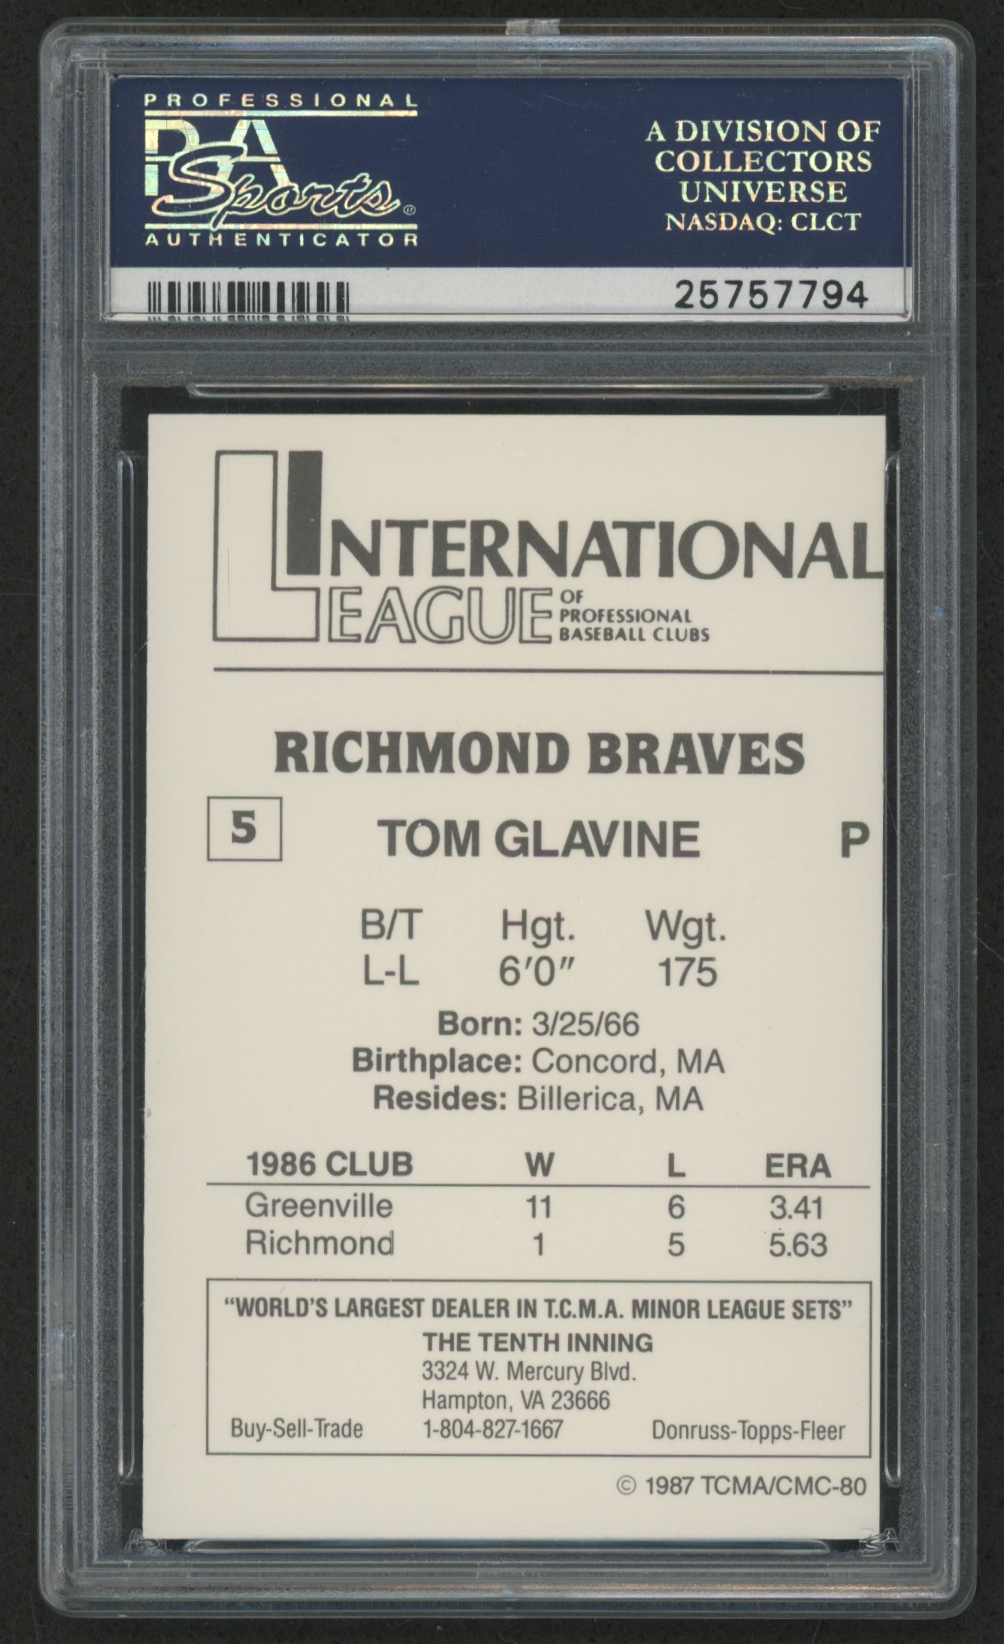 PROFESSIONAL
PSA
Sports
AUTHENTICATOR
A DIVISION OF
COLLECTORS
UNIVERSE
NASDAQ: CLCT
25757794
INTERNATIONAL
LEAGUE OF
PROFESSIONAL
BASEBALL CLUBS
RICHMOND BRAVES
5 TOM GLAVINE P
B/T Hgt. Wgt.
L-L 6'0" 175
Born: 3/25/66
Birthplace: Concord, MA
Resides: Billerica, MA
1986 CLUB W L ERA
Greenville 11 6 3.41
Richmond 1 5 5.63
"WORLD'S LARGEST DEALER IN T.C.M.A. MINOR LEAGUE SETS"
THE TENTH INNING
3324 W. Mercury Blvd.
Hampton, VA 23666
Buy-Sell-Trade 1-804-827-1667 Donruss-Topps-Fleer
© 1987 TCMA/CMC-80